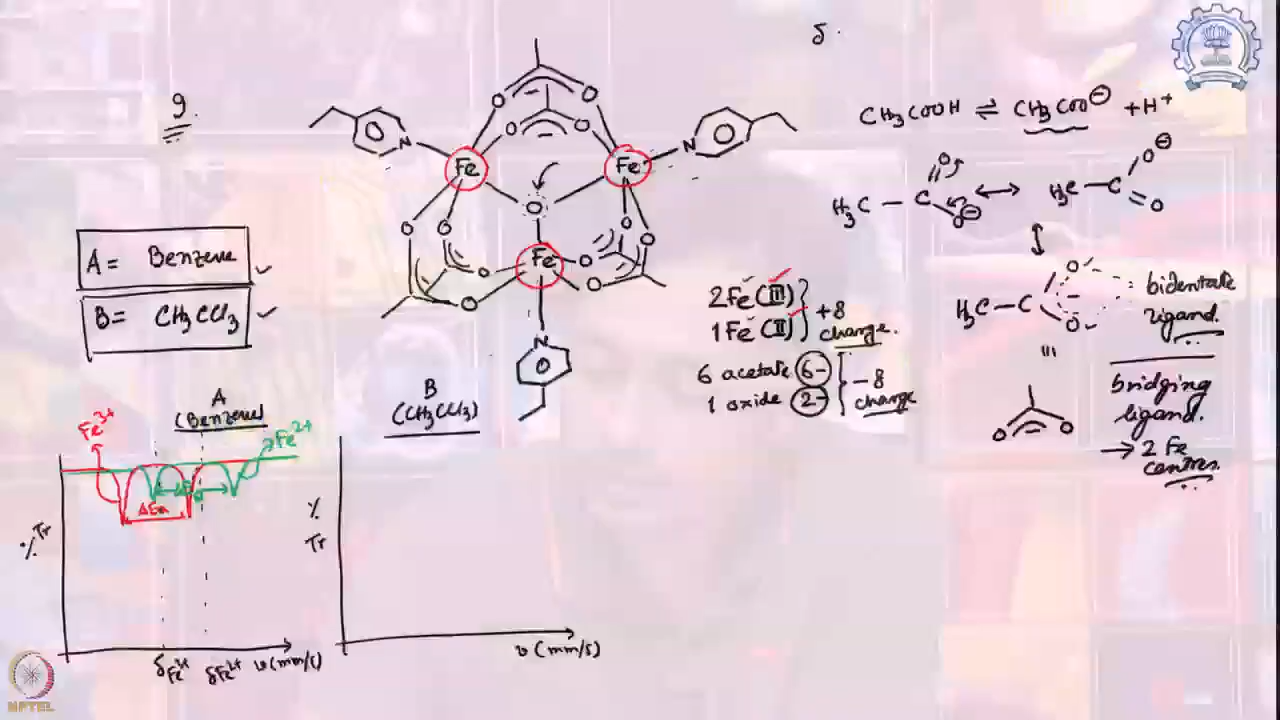 9.
δ.
CH3COOH ⇌ CH3COO⊖ + H+
H3C – C
O
O⊖
↔
H3C – C
O⊖
O
H3C – C
O
O
-
bidentate
ligand.
bridging
ligand.
→ 2 Fe
centres.
O
O
A = Benzene
B = CH3CCl3
Fe
Fe
Fe
O
N
N
N
O
O
O
O
O
O
O
O
O
O
O
O
2Fe (III)
1Fe (II)
+8
charge.
6 acetate 6-
1 oxide 2-
-8
charge
A
(Benzene)
Fe3+
Fe2+
ΔEQ
% Tr
δFe3+
δFe2+
v (mm/s)
B
(CH3CCl3)
%
Tr
v (mm/s)
NPTEL